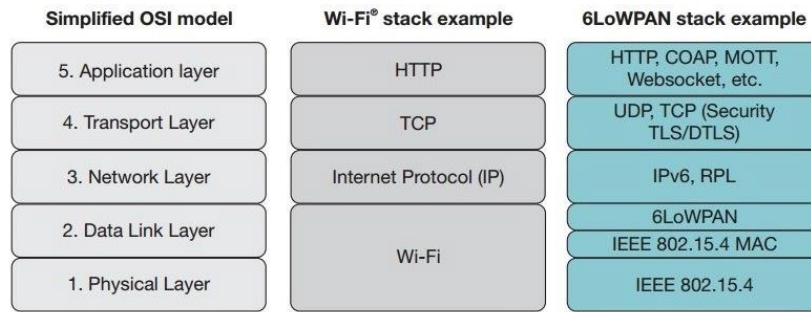 Simplified OSI model
Wi-Fi® stack example
6LoWPAN stack example
5. Application layer
HTTP
HTTP, COAP, MOTT,
Websocket, etc.
4. Transport Layer
TCP
UDP, TCP (Security
TLS/DTLS)
3. Network Layer
Internet Protocol (IP)
IPv6, RPL
2. Data Link Layer
Wi-Fi
6LoWPAN
IEEE 802.15.4 MAC
1. Physical Layer
IEEE 802.15.4